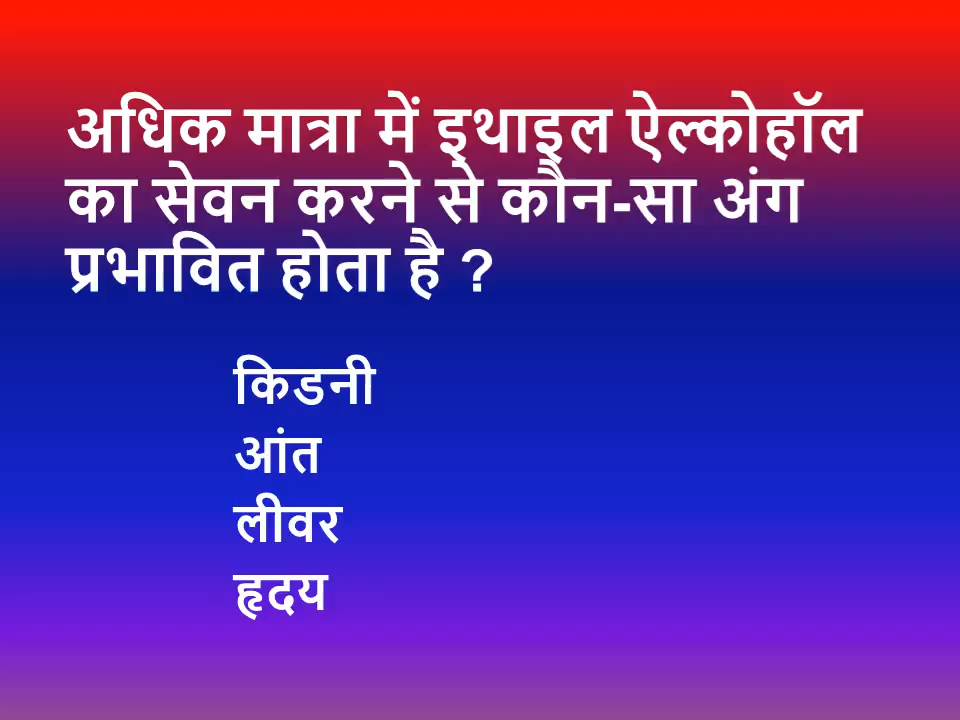 अधिक मात्रा में इथाइल ऐल्कोहॉल
का सेवन करने से कौन-सा अंग
प्रभावित होता है ?
किडनी
आंत
लीवर
हृदय